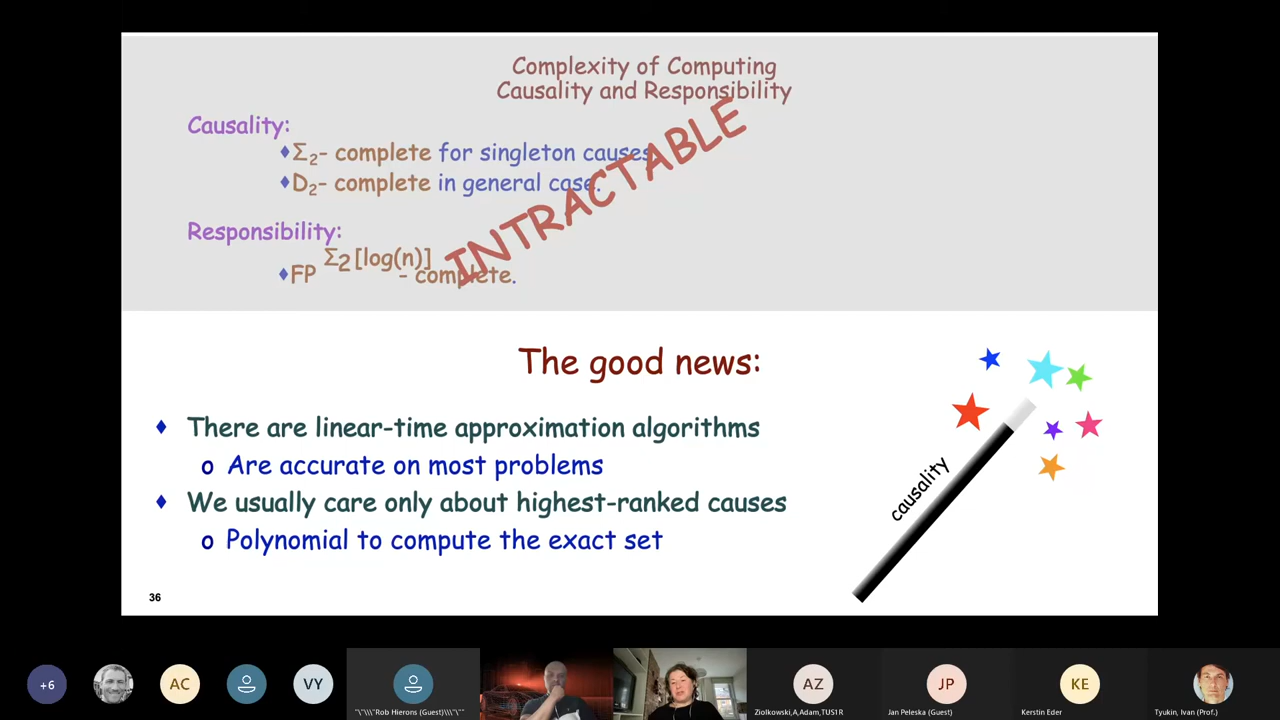 Complexity of Computing
Causality and Responsibility
Causality:
♦Σ2- complete for singleton causes.
♦D2- complete in general case.
INTRACTABLE
Responsibility:
♦FP Σ2[log(n)] - complete.
The good news:
♦ There are linear-time approximation algorithms
o Are accurate on most problems
♦ We usually care only about highest-ranked causes
o Polynomial to compute the exact set
causality
36
+6
AC
VY
"\"\\\"Rob Hierons (Guest)\\\"\""
AZ
Ziolkowski,A,Adam,TUS1R
JP
Jan Peleska (Guest)
KE
Kerstin Eder
Tyukin, Ivan (Prof.)